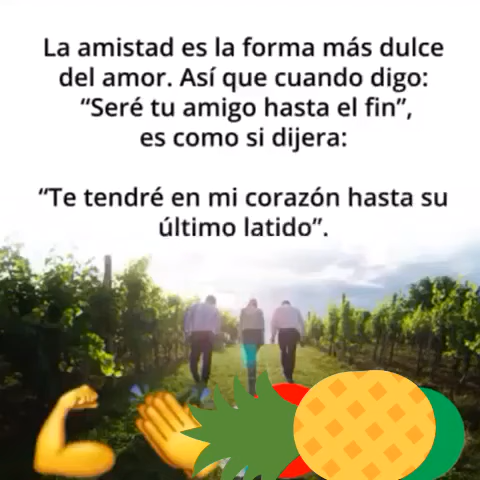 La amistad es la forma más dulce
del amor. Así que cuando digo:
“Seré tu amigo hasta el fin”,
es como si dijera:
“Te tendré en mi corazón hasta su
último latido”.